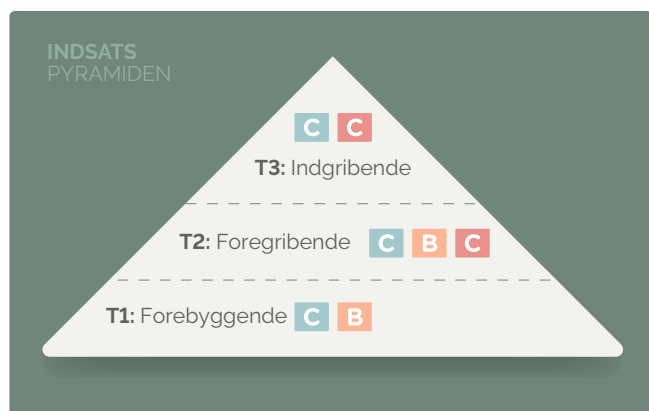 INDSATS
PYRAMIDEN
C C
T3: Indgribende
T2: Foregribende C B C
T1: Forebyggende C B